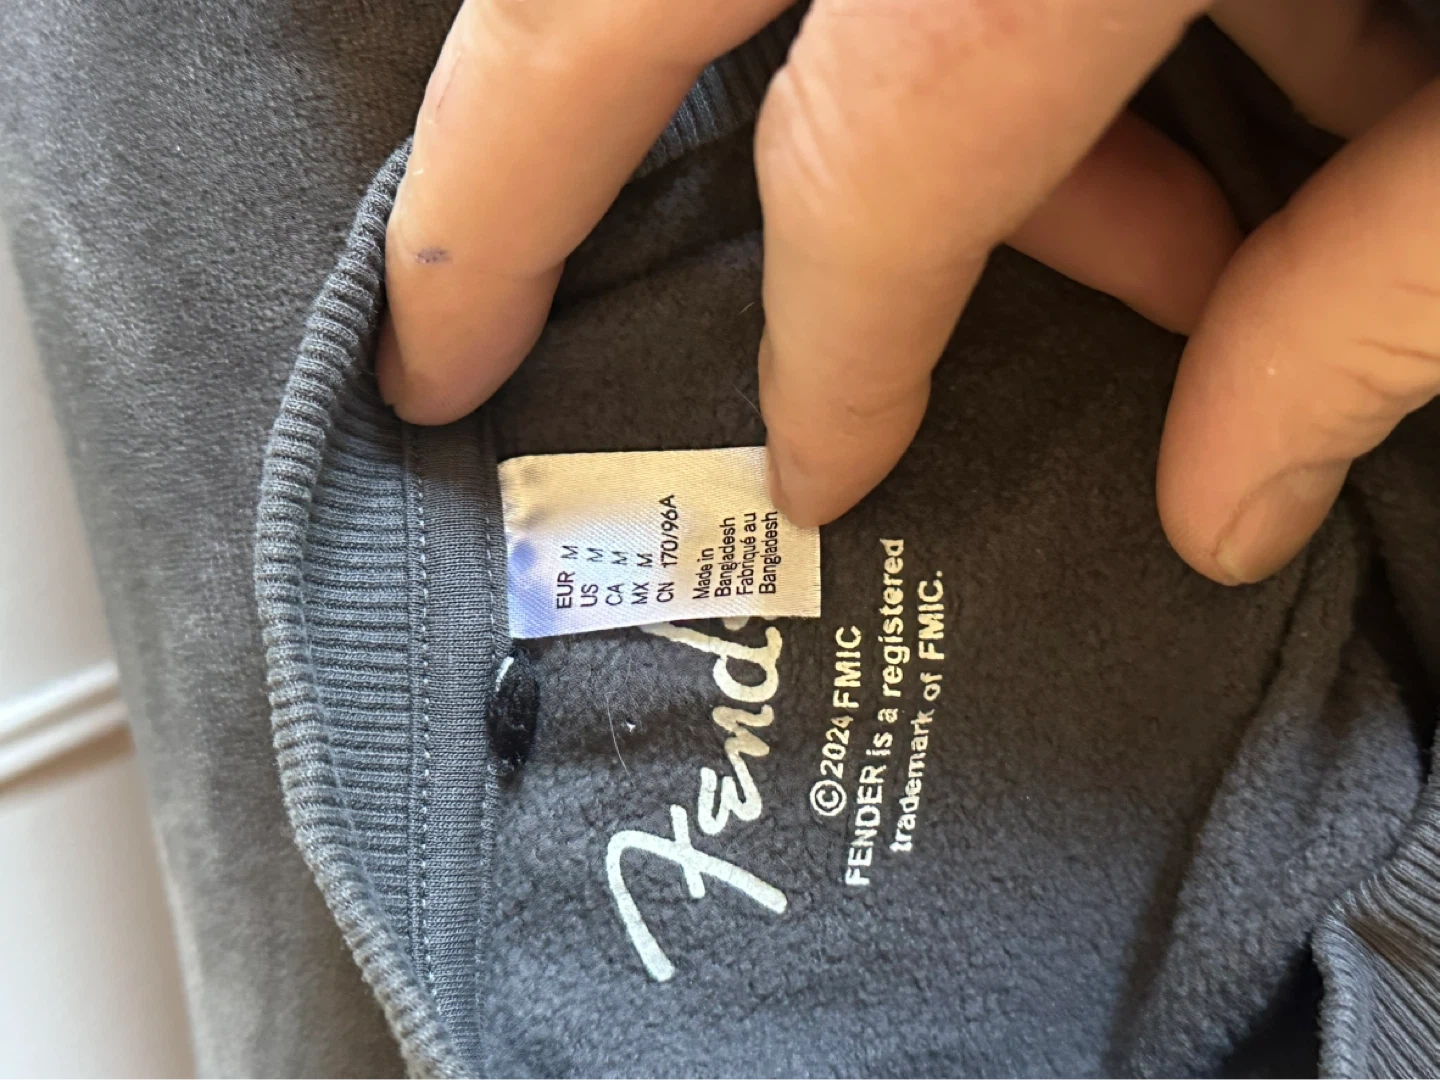 EUR M
US M
CA M
MX M
CN 170/96A
Made in
Bangladesh
Fabriqué au
Bangladesh
©2024 FMIC
FENDER is a registered
trademark of FMIC.